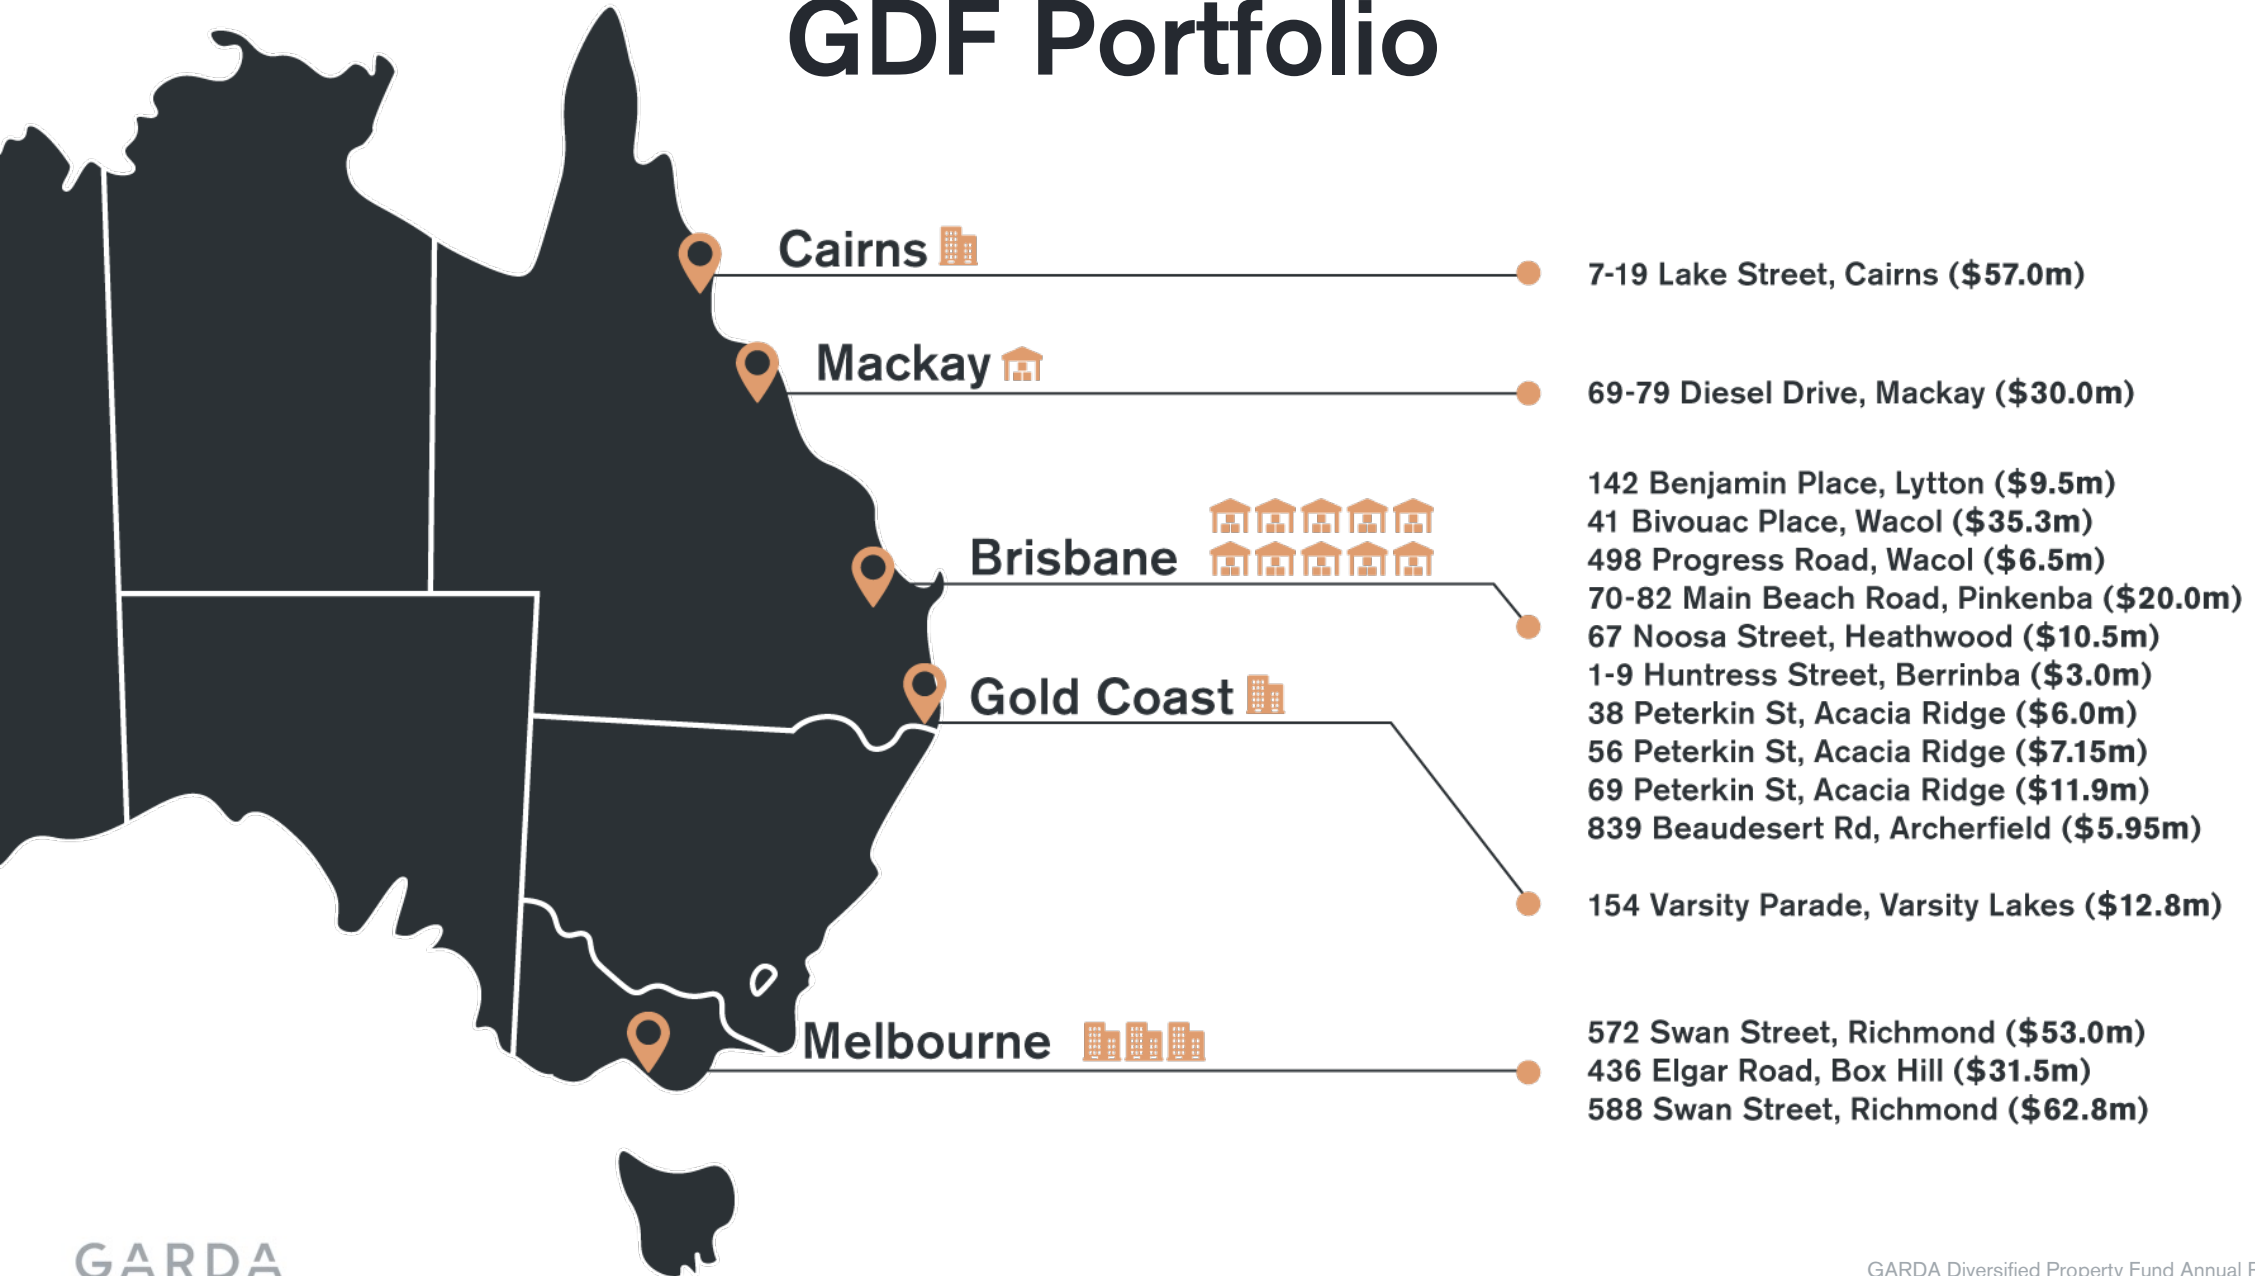 GDF Portfolio
Cairns
7-19 Lake Street, Cairns ($57.0m)
Mackay
69-79 Diesel Drive, Mackay ($30.0m)
Brisbane
142 Benjamin Place, Lytton ($9.5m)
41 Bivouac Place, Wacol ($35.3m)
498 Progress Road, Wacol ($6.5m)
70-82 Main Beach Road, Pinkenba ($20.0m)
67 Noosa Street, Heathwood ($10.5m)
1-9 Huntress Street, Berrinba ($3.0m)
38 Peterkin St, Acacia Ridge ($6.0m)
56 Peterkin St, Acacia Ridge ($7.15m)
69 Peterkin St, Acacia Ridge ($11.9m)
839 Beaudesert Rd, Archerfield ($5.95m)
Gold Coast
154 Varsity Parade, Varsity Lakes ($12.8m)
Melbourne
572 Swan Street, Richmond ($53.0m)
436 Elgar Road, Box Hill ($31.5m)
588 Swan Street, Richmond ($62.8m)
GARDA
GARDA Diversified Property Fund Annual